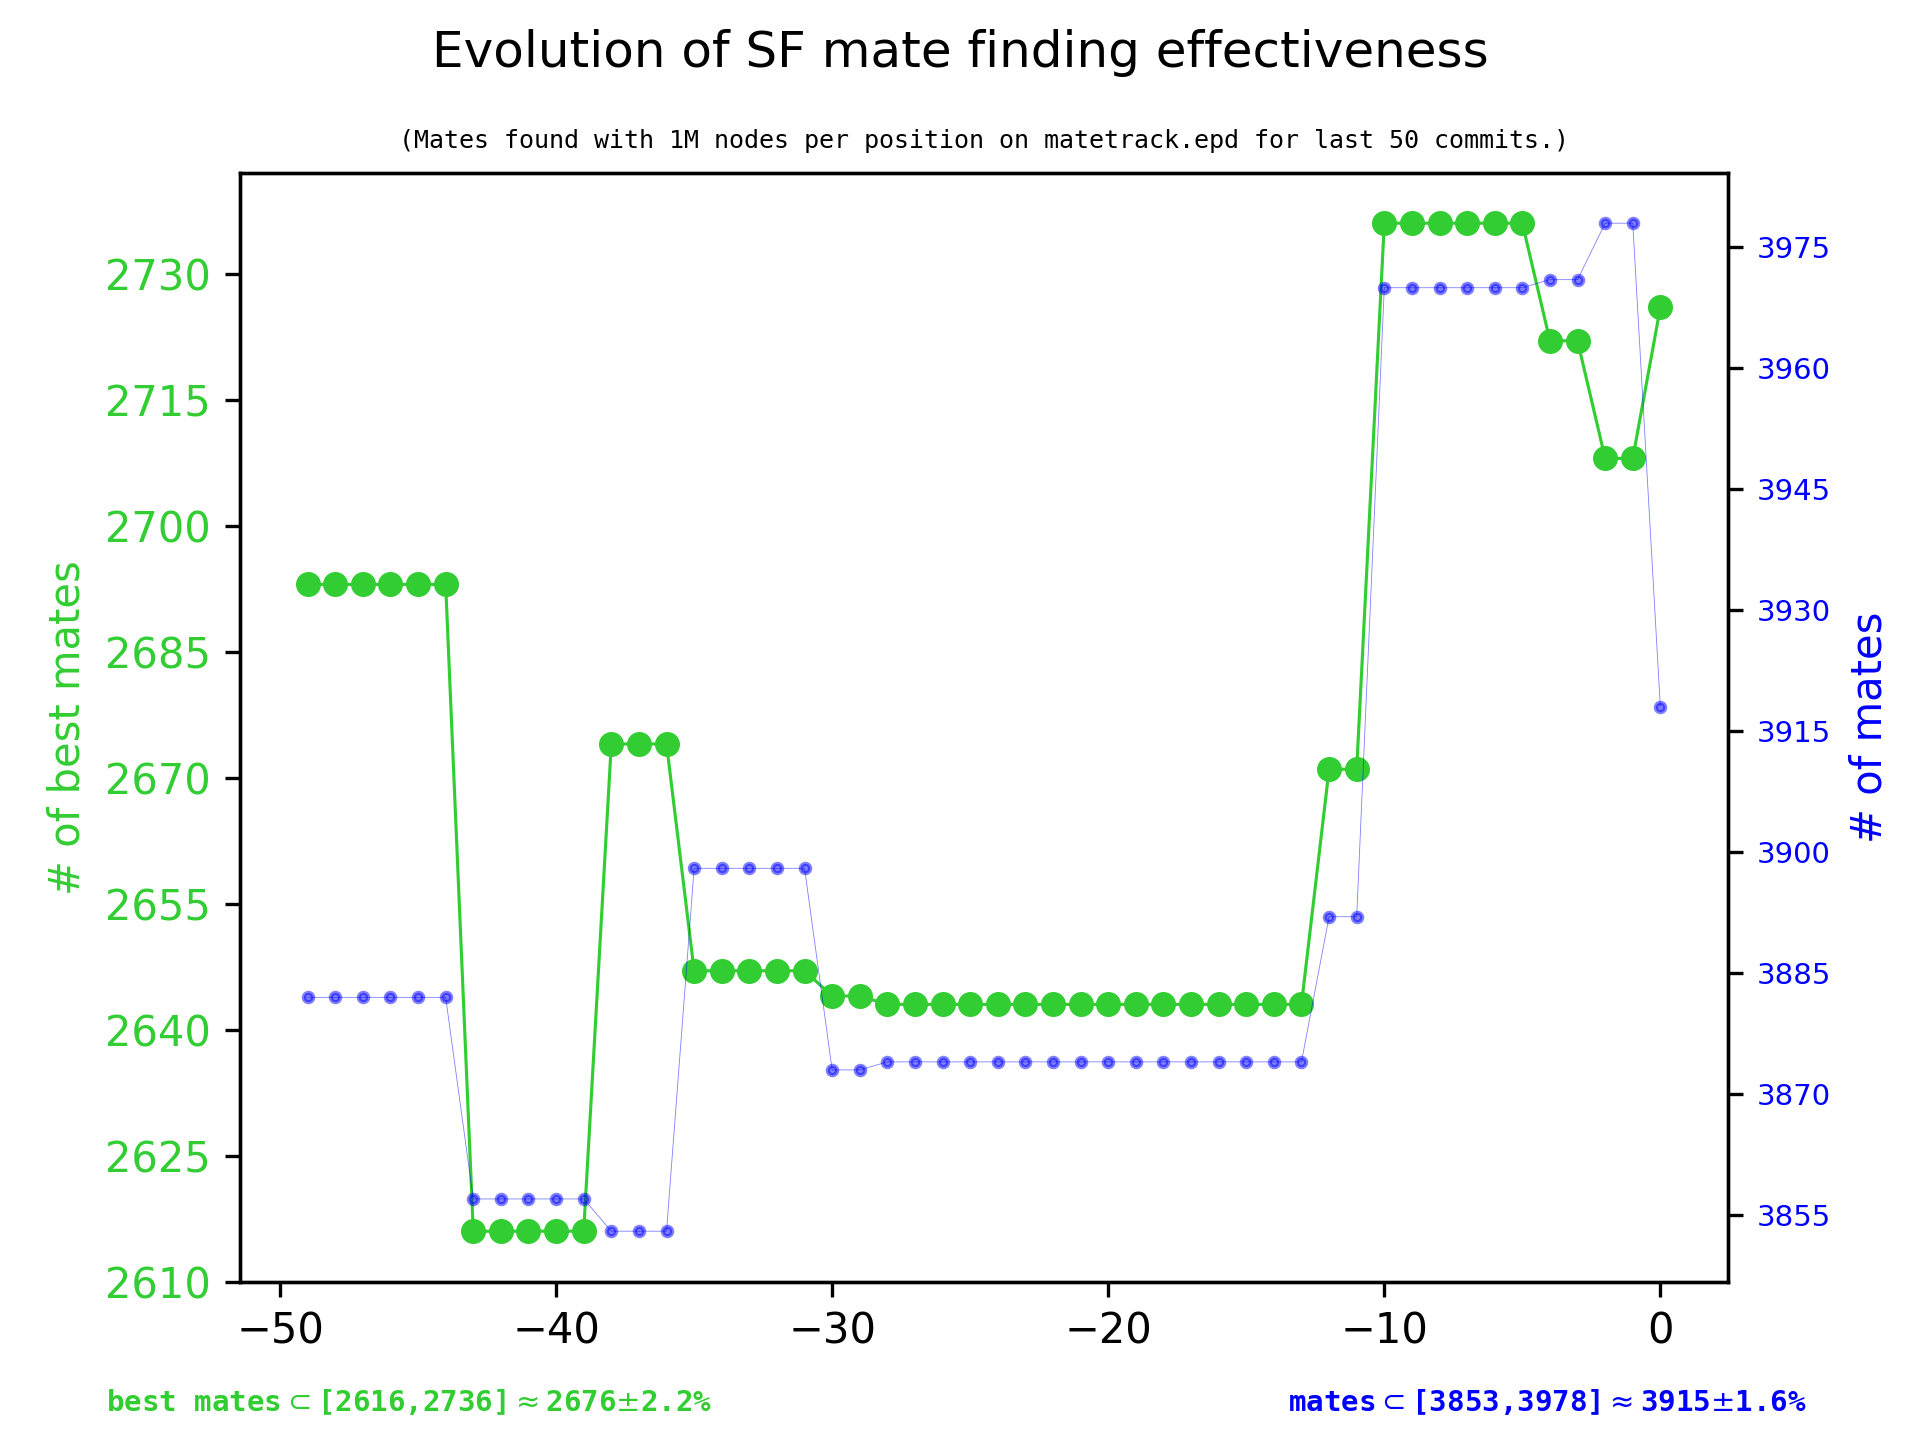 Evolution of SF mate finding effectiveness
(Mates found with 1M nodes per position on matetrack.epd for last 50 commits.)
# of best mates
2730
2715
2700
2685
2670
2655
2640
2625
2610
3975
3960
3945
3930
3915
3900
3885
3870
3855
# of mates
−50 −40 −30 −20 −10 0
best mates⊂[2616,2736]≈2676±2.2%
mates⊂[3853,3978]≈3915±1.6%